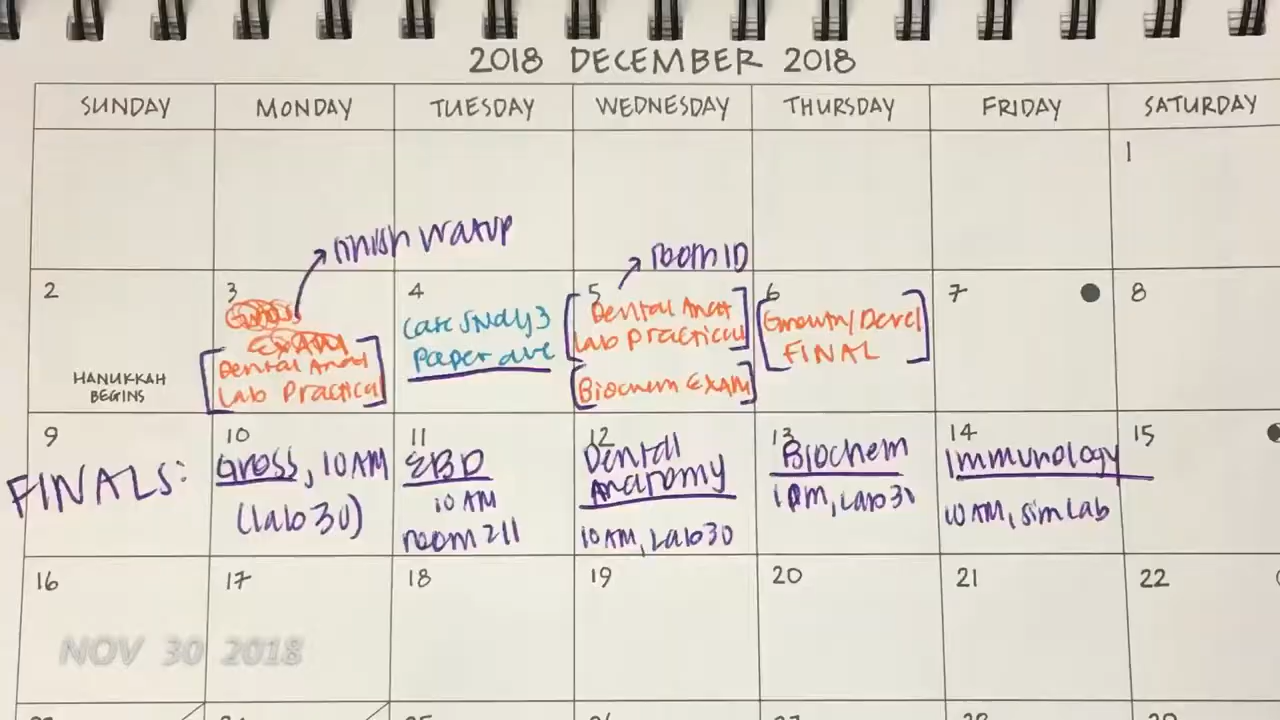 2018 DECEMBER 2018
SUNDAY MONDAY TUESDAY WEDNESDAY THURSDAY FRIDAY SATURDAY
1
finish waxup
room ID
2
HANUKKAH
BEGINS
3
EXAM
Dental Anat
Lab Practical
4
Case Study 3
Paper due
5
Dental Anat
Lab Practical
Biochem EXAM
6
Growth/Devel
FINAL
7
8
9
FINALS:
10
Gross, 10AM
(lab 30)
11
EBD
10 AM
room 211
12
Dental
Anatomy
10AM, Lab 30
13
Biochem
1PM, Lab 30
14
Immunology
10AM, SimLab
15
16
17
18
19
20
21
22
NOV 30 2018